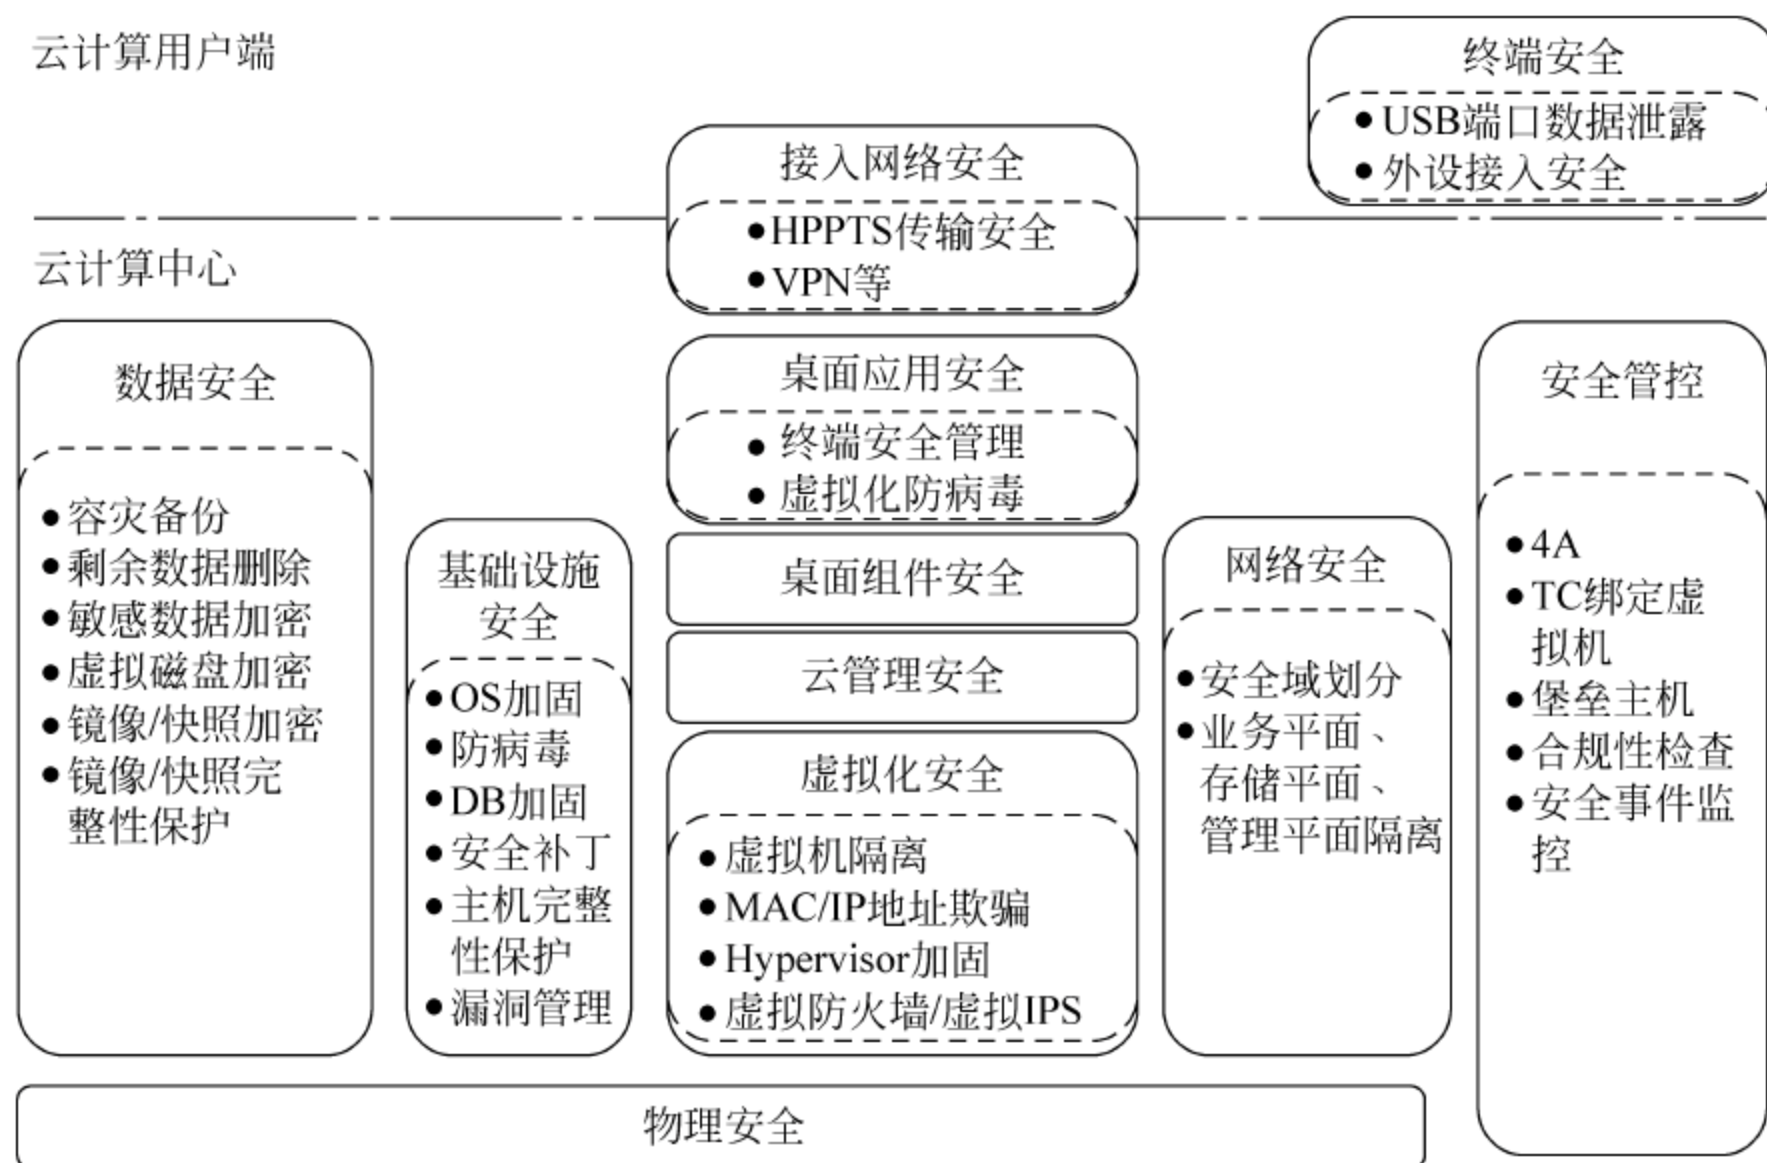 云计算用户端
终端安全
●USB端口数据泄露
●外设接入安全
接入网络安全
●HPPTS传输安全
●VPN等
云计算中心
数据安全
●容灾备份
●剩余数据删除
●敏感数据加密
●虚拟磁盘加密
●镜像/快照加密
●镜像/快照完
整性保护
基础设施
安全
●OS加固
●防病毒
●DB加固
●安全补丁
●主机完整
性保护
●漏洞管理
桌面应用安全
●终端安全管理
●虚拟化防病毒
桌面组件安全
云管理安全
虚拟化安全
●虚拟机隔离
●MAC/IP地址欺骗
●Hypervisor加固
●虚拟防火墙/虚拟IPS
网络安全
●安全域划分
●业务平面、
存储平面、
管理平面隔离
安全管控
●4A
●TC绑定虚
拟机
●堡垒主机
●合规性检查
●安全事件监
控
物理安全